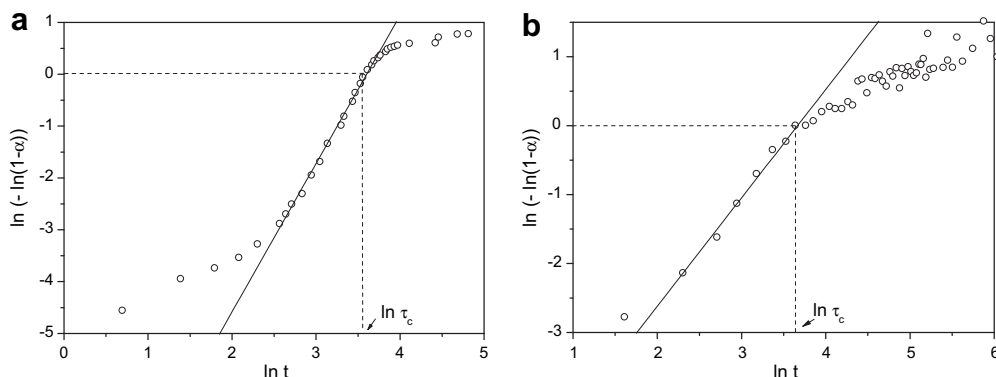 a
ln (- ln(1-α))
1
0
-1
-2
-3
-4
-5
0 1 2 3 4 5
ln τc
ln t
b
ln (- ln(1-α))
1
0
-1
-2
-3
1 2 3 4 5 6
ln τc
ln t